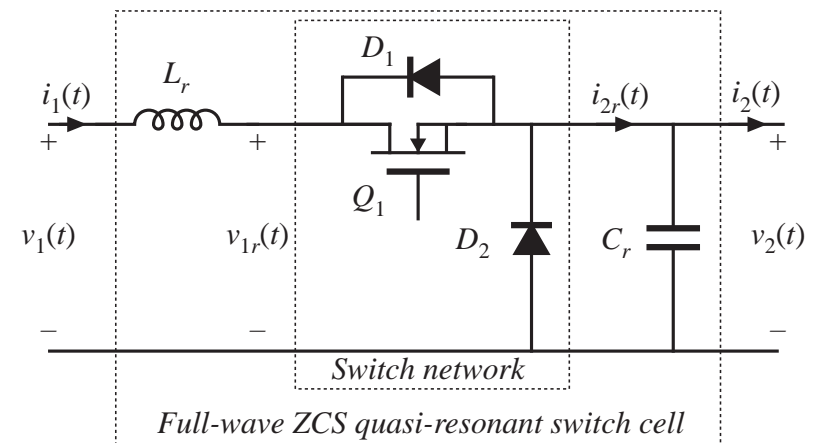 D₁
Lᵣ
i₁(t)
i₂ᵣ(t)
i₂(t)
+
+
+
Q₁
v₁(t)
v₁ᵣ(t)
D₂
Cᵣ
v₂(t)
–
–
–
Switch network
Full-wave ZCS quasi-resonant switch cell